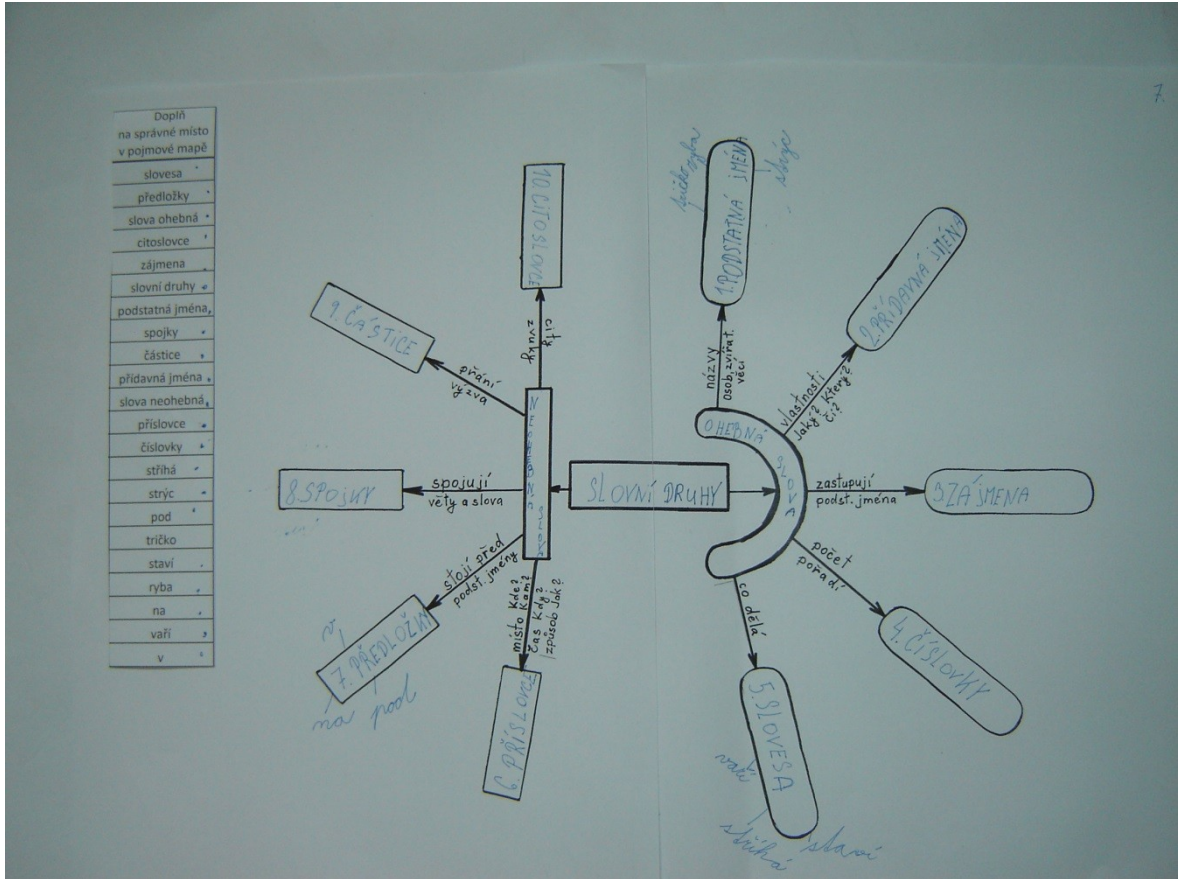 7.
Doplň
na správné místo
v pojmové mapě
slovesa
předložky
slova ohebná
citoslovce
zájmena
slovní druhy
podstatná jména
spojky
částice
přídavná jména
slova neohebná
příslovce
číslovky
stříhá
strýc
pod
tričko
staví
ryba
na
vaří
v
SLOVNÍ DRUHY
OHEBNÁ SLOVA
názvy
osob, zvířat.
věcí
1. PODSTATNÁ JMÉNA
tričko ryba
strýc
vlastnosti
Jaký? Který?
Čí?
2. PŘÍDAVNÁ JMÉNA
zastupují
podst. jména
3. ZÁJMENA
počet
pořadí
4. ČÍSLOVKY
co dělá
5. SLOVESA
vaří
stříhá
staví
NEOHEBNÁ SLOVA
místo Kde?
Kam?
čas Kdy?
způsob Jak?
6. PŘÍSLOVCE
stojí před
podst. jmény
7. PŘEDLOŽKY
v
na
pod
spojují
věty a slova
8. SPOJKY
přání
výzva
9. ČÁSTICE
city
zvuky
10. CITOSLOVCE